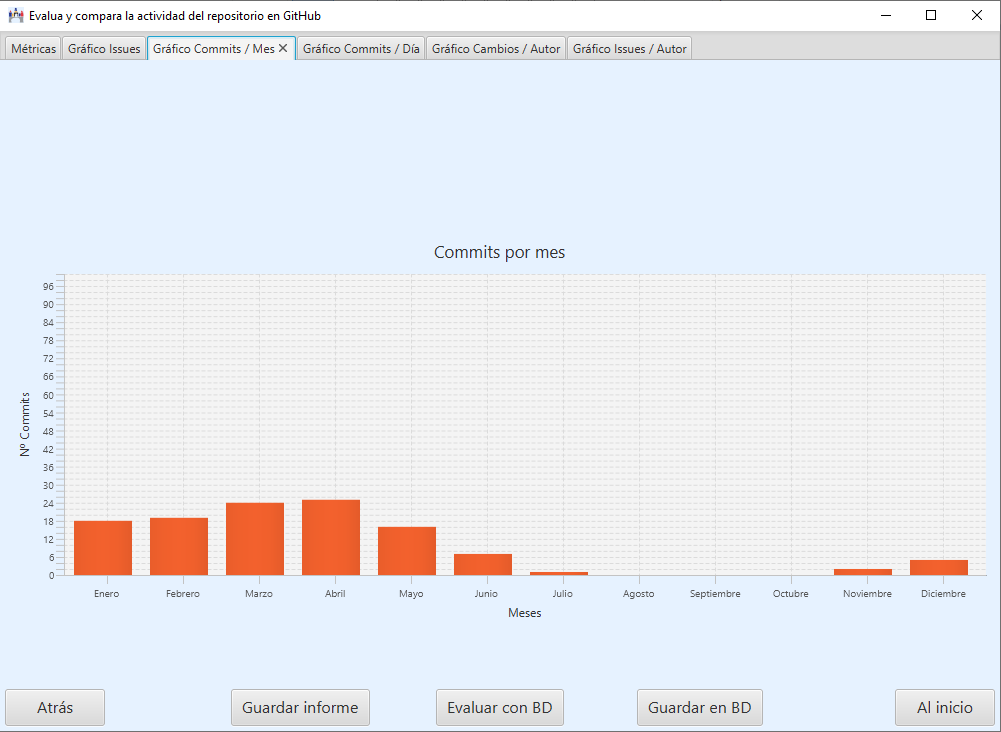 Evalua y compara la actividad del repositorio en GitHub
Métricas
Gráfico Issues
Gráfico Commits / Mes
Gráfico Commits / Día
Gráfico Cambios / Autor
Gráfico Issues / Autor
Commits por mes
Nº Commits
96
90
84
78
72
66
60
54
48
42
36
30
24
18
12
6
0
Enero Febrero Marzo Abril Mayo Junio Julio Agosto Septiembre Octubre Noviembre Diciembre
Meses
Atrás
Guardar informe
Evaluar con BD
Guardar en BD
Al inicio